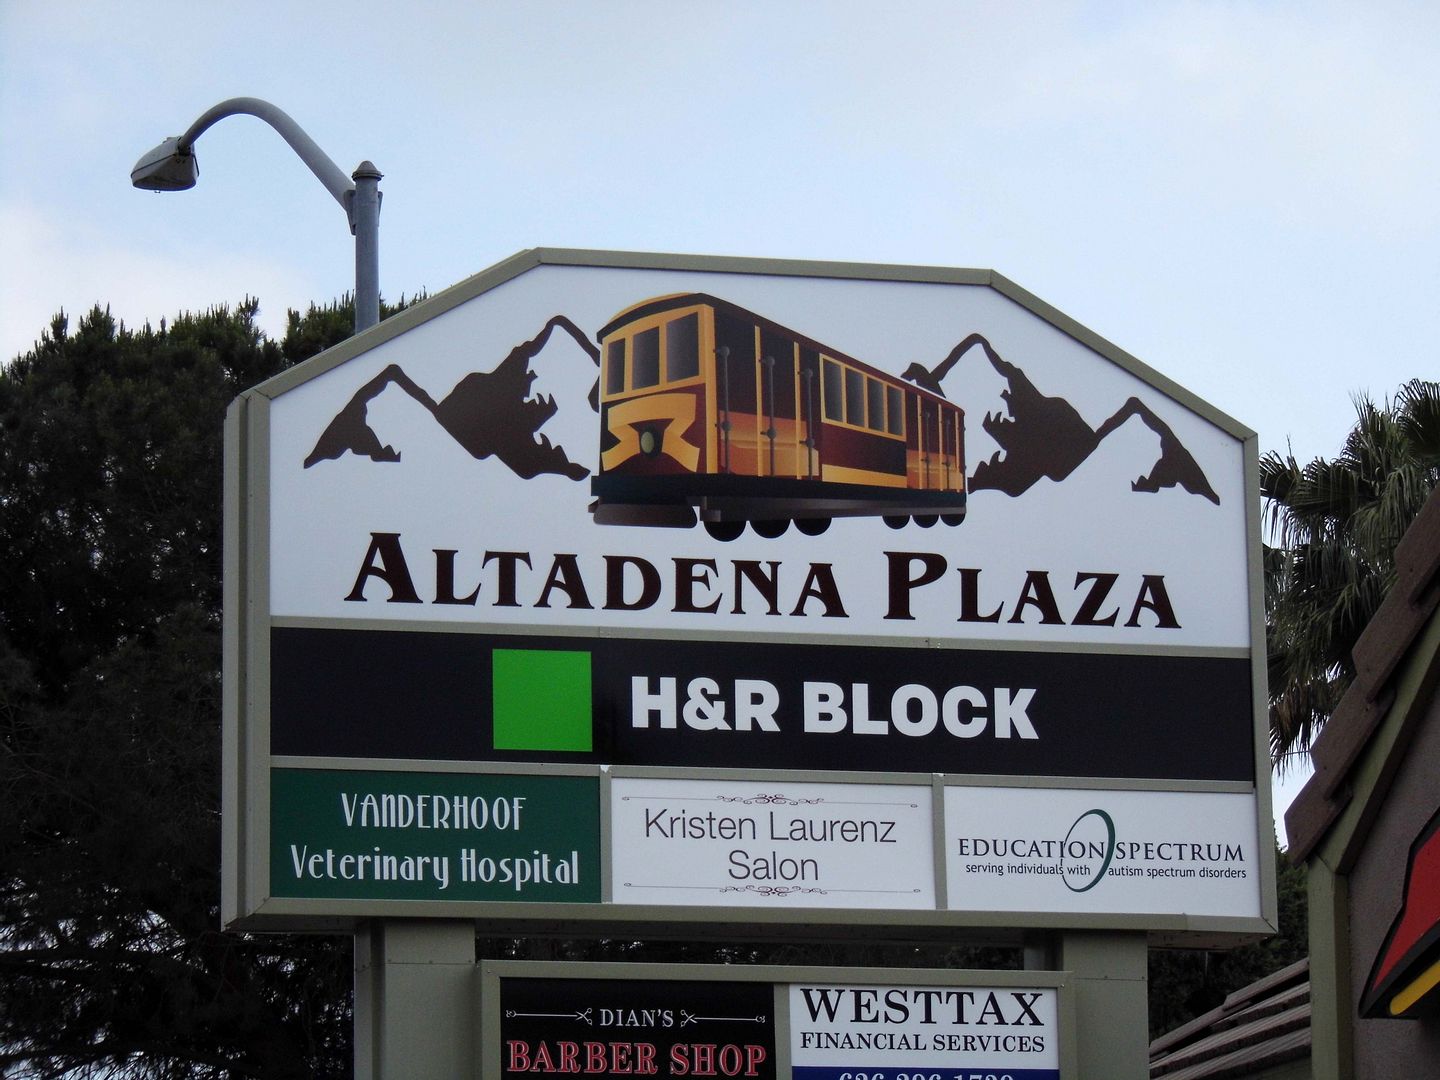 ALTADENA PLAZA
H&R BLOCK
VANDERHOOF
Veterinary Hospital
Kristen Laurenz
Salon
EDUCATION SPECTRUM
serving individuals with autism spectrum disorders
DIAN'S
BARBER SHOP
WESTTAX
FINANCIAL SERVICES